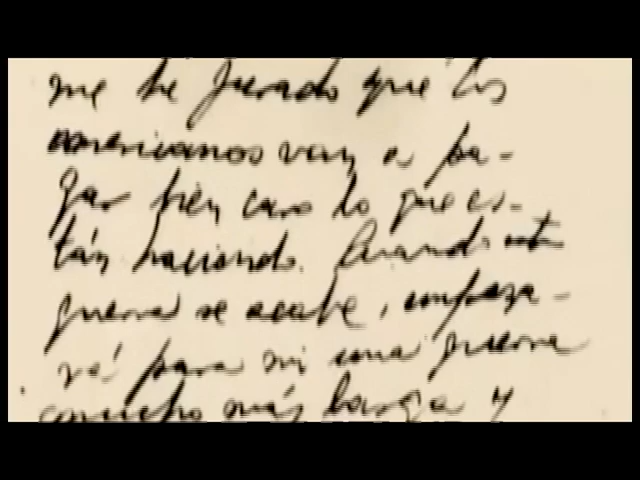 me he jurado que los
americanos van a pa-
gar bien caro lo que es-
tán haciendo. Cuando esta
guerra se acabe, empeza-
rá para mi una guerra
mucho más larga y